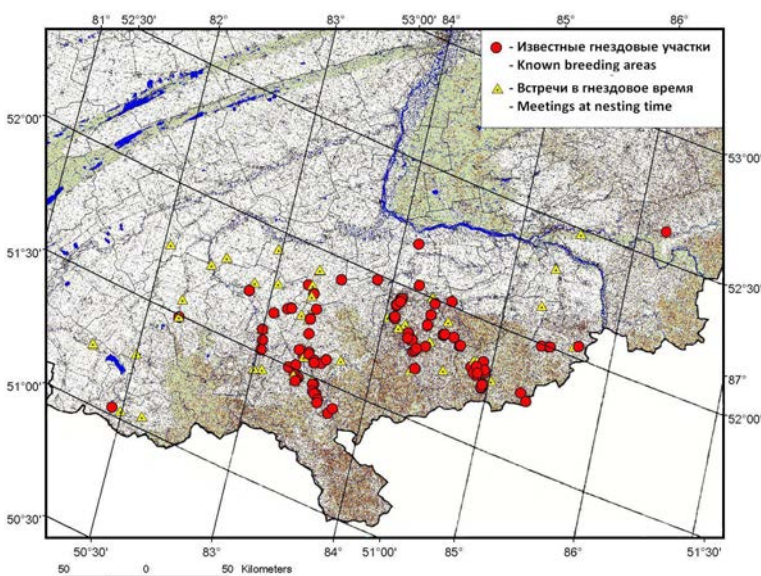 81° 52°30' 82° 83° 53°00' 84° 85° 86°
- Известные гнездовые участки
- Known breeding areas
- Встречи в гнездовое время
- Meetings at nesting time
52°00'
53°00'
51°30'
52°30'
51°00'
87°
52°00'
50°30'
50°30' 83° 84° 51°00' 85° 86° 51°30'
50 0 50 Kilometers